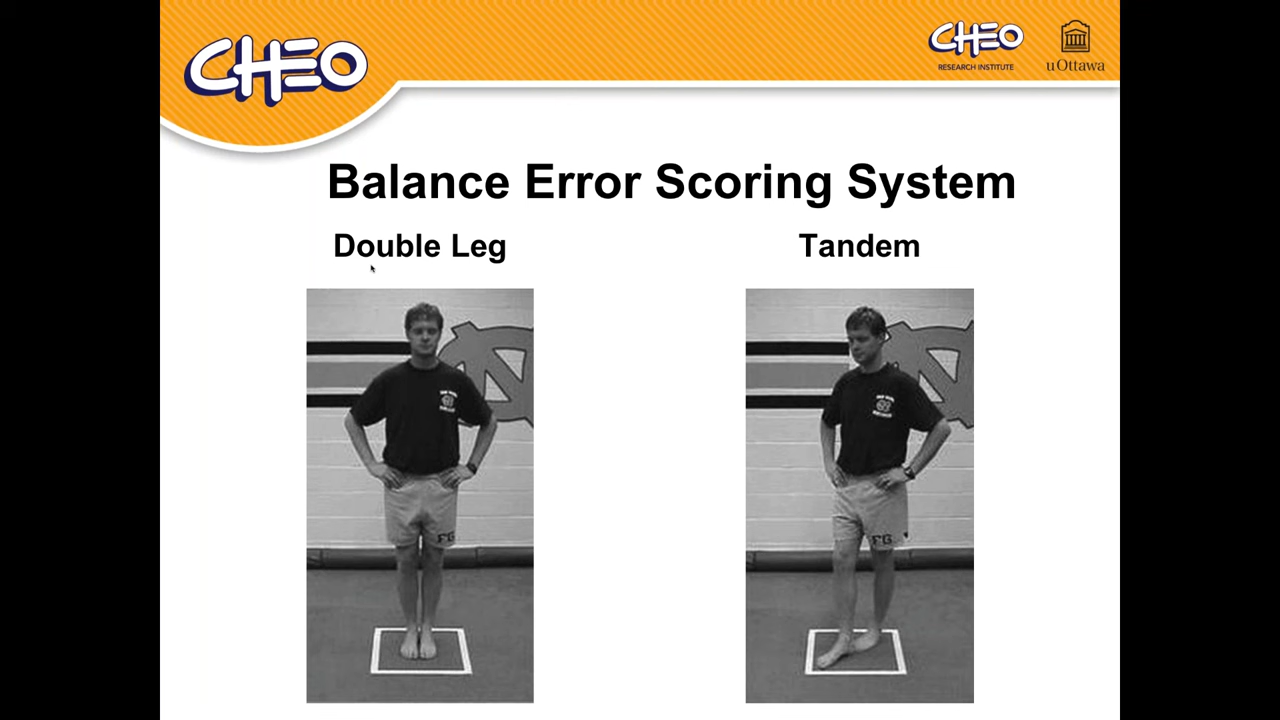 CHEO
CHEO
RESEARCH INSTITUTE
uOttawa
Balance Error Scoring System
Double Leg
Tandem
FG
FG